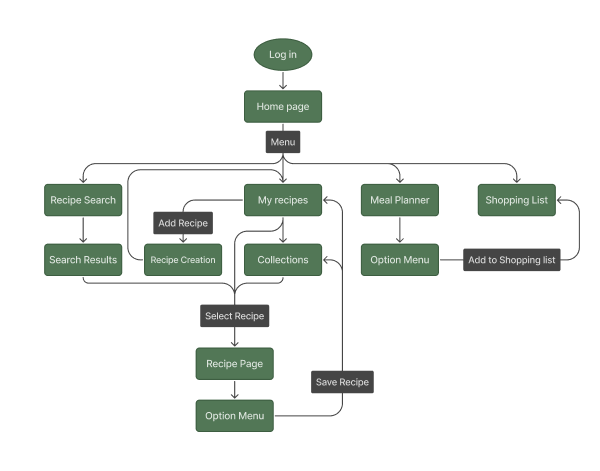 Log in
Home page
Menu
Recipe Search
My recipes
Meal Planner
Shopping List
Add Recipe
Search Results
Recipe Creation
Collections
Option Menu
Add to Shopping list
Select Recipe
Recipe Page
Save Recipe
Option Menu